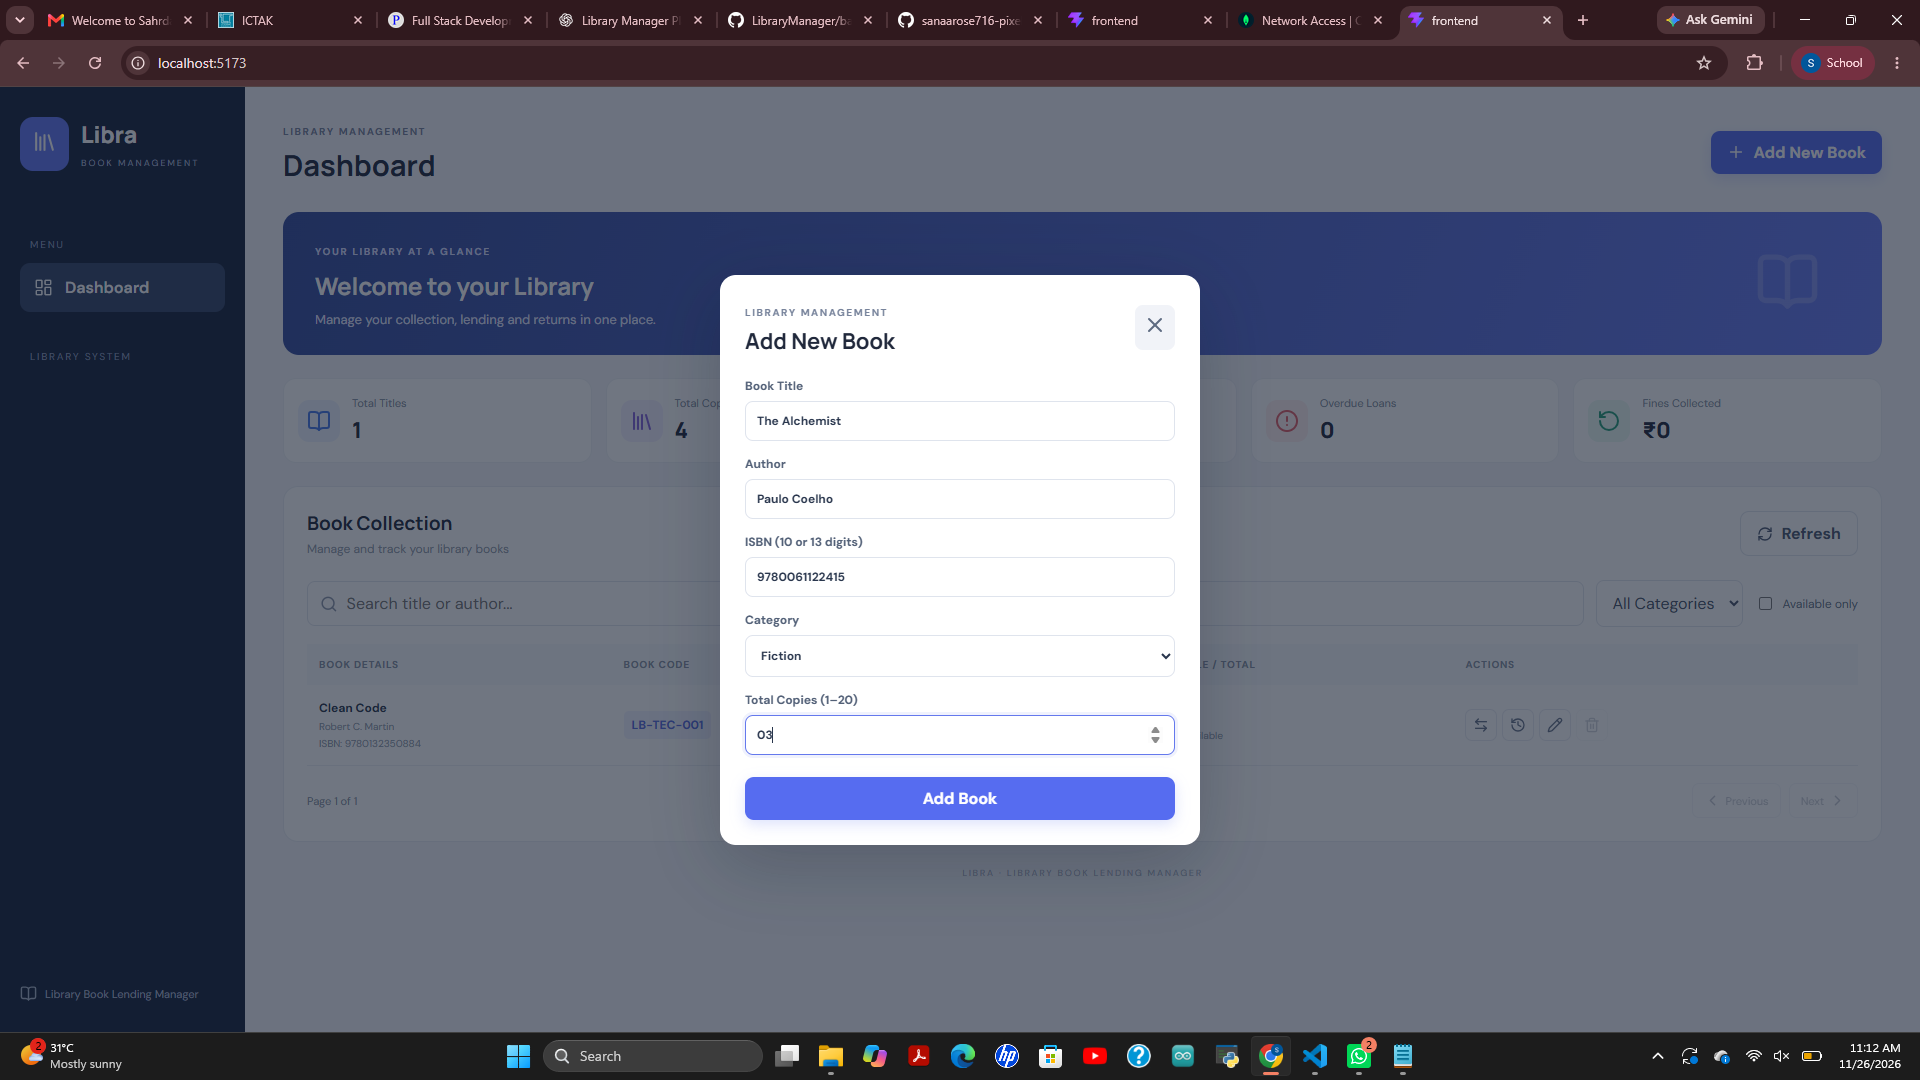 Welcome to Sahrd
ICTAK
Full Stack Develop
Library Manager P
LibraryManager/ba
sanaarose716-pixe
frontend
Network Access | C
frontend
Ask Gemini
localhost:5173
S School
Libra
BOOK MANAGEMENT
MENU
Dashboard
LIBRARY SYSTEM
Library Book Lending Manager
LIBRARY MANAGEMENT
Dashboard
+ Add New Book
YOUR LIBRARY AT A GLANCE
Welcome to your Library
Manage your collection, lending and returns in one place.
Total Titles
1
Total Cop
4
Overdue Loans
0
Fines Collected
₹0
Book Collection
Manage and track your library books
Refresh
Search title or author...
All Categories
Available only
BOOK DETAILS
BOOK CODE
LE / TOTAL
ACTIONS
Clean Code
Robert C. Martin
ISBN: 9780132350884
LB-TEC-001
lable
Page 1 of 1
Previous
Next
LIBRA · LIBRARY BOOK LENDING MANAGER
LIBRARY MANAGEMENT
Add New Book
Book Title
The Alchemist
Author
Paulo Coelho
ISBN (10 or 13 digits)
9780061122415
Category
Fiction
Total Copies (1–20)
03
Add Book
2
31°C
Mostly sunny
Search
hp
2
11:12 AM
11/26/2026